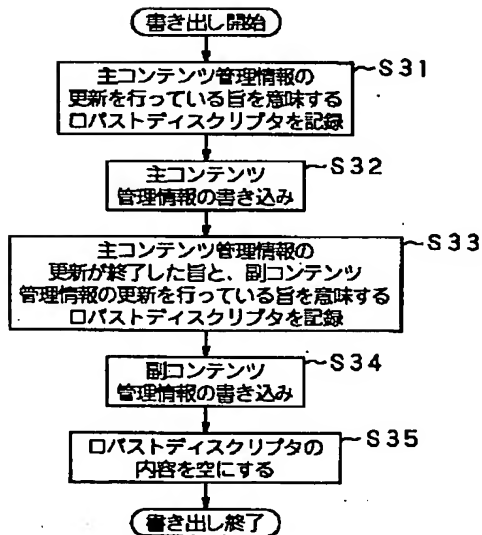 書き出し開始
S31
主コンテンツ管理情報の
更新を行っている旨を意味する
ロバストディスクリプタを記録
S32
主コンテンツ
管理情報の書き込み
S33
主コンテンツ管理情報の
更新が終了した旨と、副コンテンツ
管理情報の更新を行っている旨を意味する
ロバストディスクリプタを記録
S34
副コンテンツ
管理情報の書き込み
S35
ロバストディスクリプタの
内容を空にする
書き出し終了